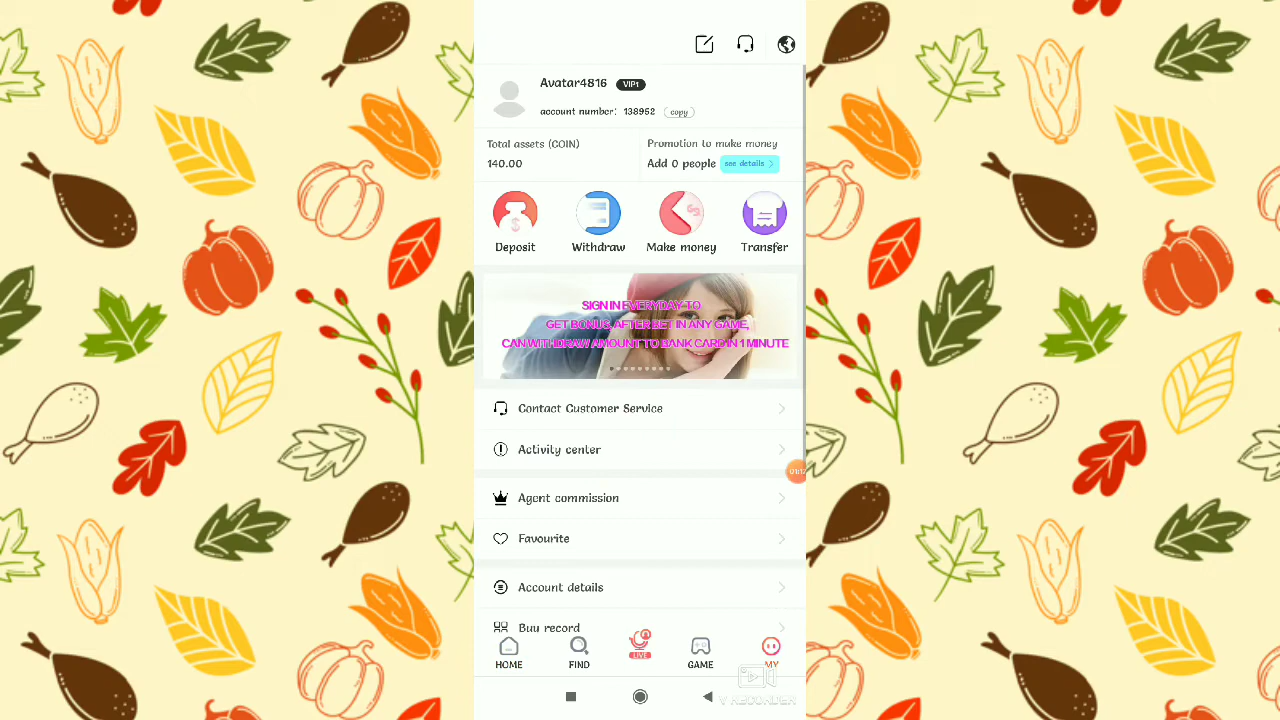 Avatar4816 VIP1
account number: 138952 copy
Total assets (COIN)
140.00
Promotion to make money
Add 0 people see details
Deposit
Withdraw
Make money
Transfer
SIGN IN EVERYDAY TO
GET BONUS, AFTER BET IN ANY GAME,
CAN WITHDRAW AMOUNT TO BANK CARD IN 1 MINUTE
Contact Customer Service
Activity center
Agent commission
Favourite
Account details
Buy record
LIVE
HOME
FIND
GAME
MY
V RECORDER